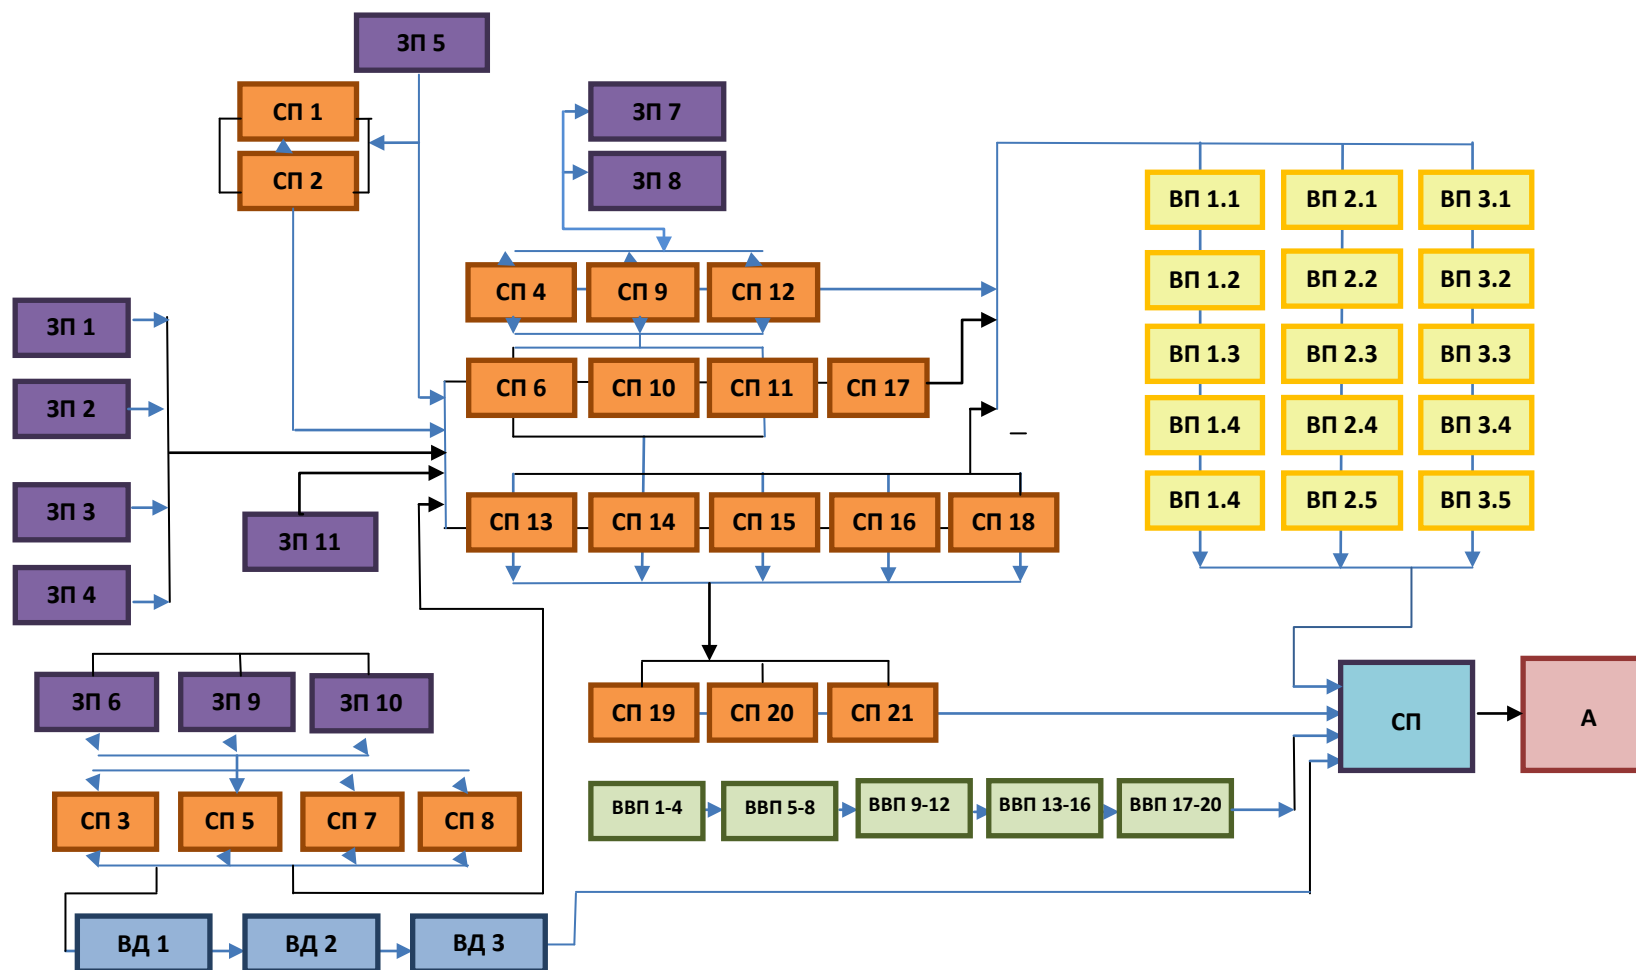 ЗП 5
СП 1
ЗП 7
СП 2
ЗП 8
ВП 1.1
ВП 2.1
ВП 3.1
СП 4
СП 9
СП 12
ВП 1.2
ВП 2.2
ВП 3.2
ЗП 1
ВП 1.3
ВП 2.3
ВП 3.3
ЗП 2
СП 6
СП 10
СП 11
СП 17
–
ВП 1.4
ВП 2.4
ВП 3.4
ЗП 3
ЗП 11
СП 13
СП 14
СП 15
СП 16
СП 18
ВП 1.4
ВП 2.5
ВП 3.5
ЗП 4
ЗП 6
ЗП 9
ЗП 10
СП 19
СП 20
СП 21
СП
А
СП 3
СП 5
СП 7
СП 8
ВВП 1-4
ВВП 5-8
ВВП 9-12
ВВП 13-16
ВВП 17-20
ВД 1
ВД 2
ВД 3